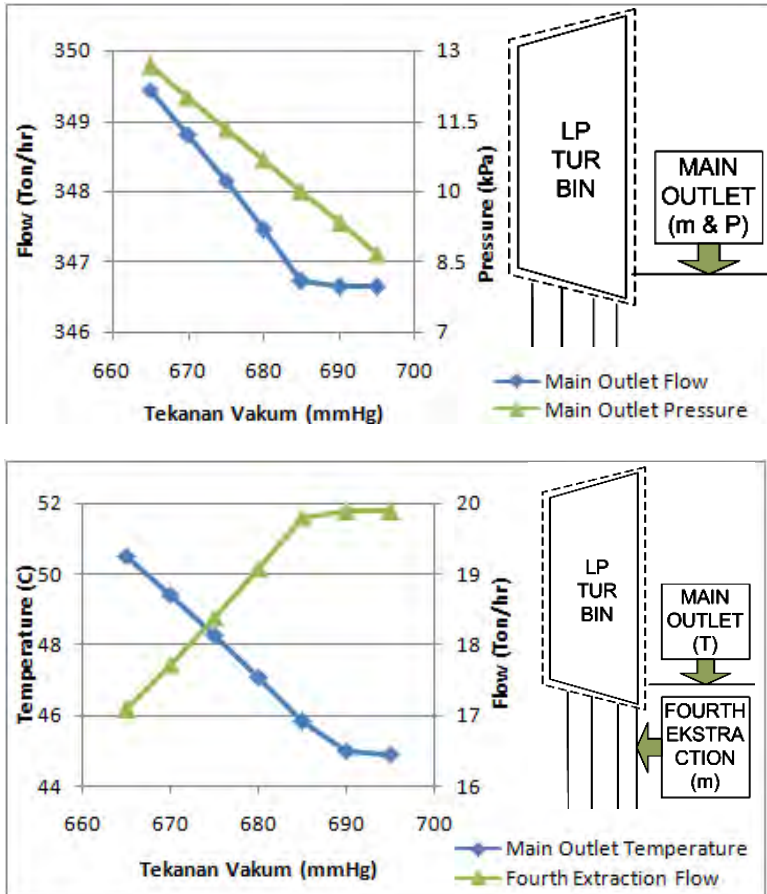 350
349
348
347
346
13
11.5
10
8.5
7
660
670
680
690
700
Flow (Ton/hr)
Pressure (kPa)
Tekanan Vakum (mmHg)
LP
TUR
BIN
MAIN
OUTLET
(m & P)
Main Outlet Flow
Main Outlet Pressure
52
50
48
46
44
20
19
18
17
16
660
670
680
690
700
Temperature (C)
Flow (Ton/hr)
Tekanan Vakum (mmHg)
LP
TUR
BIN
MAIN
OUTLET
(T)
FOURTH
EKSTRA
CTION
(m)
Main Outlet Temperature
Fourth Extraction Flow